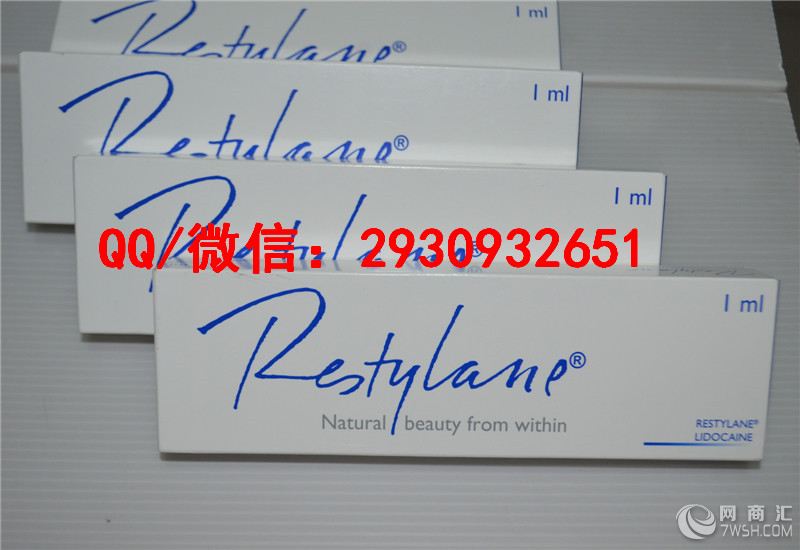 Restylane®
1 ml
Restylane®
1 ml
Restylane®
1 ml
QQ/微信：2930932651
Restylane®
1 ml
Natural beauty from within
RESTYLANE®
LIDOCAINE
网商汇
7WSH.COM